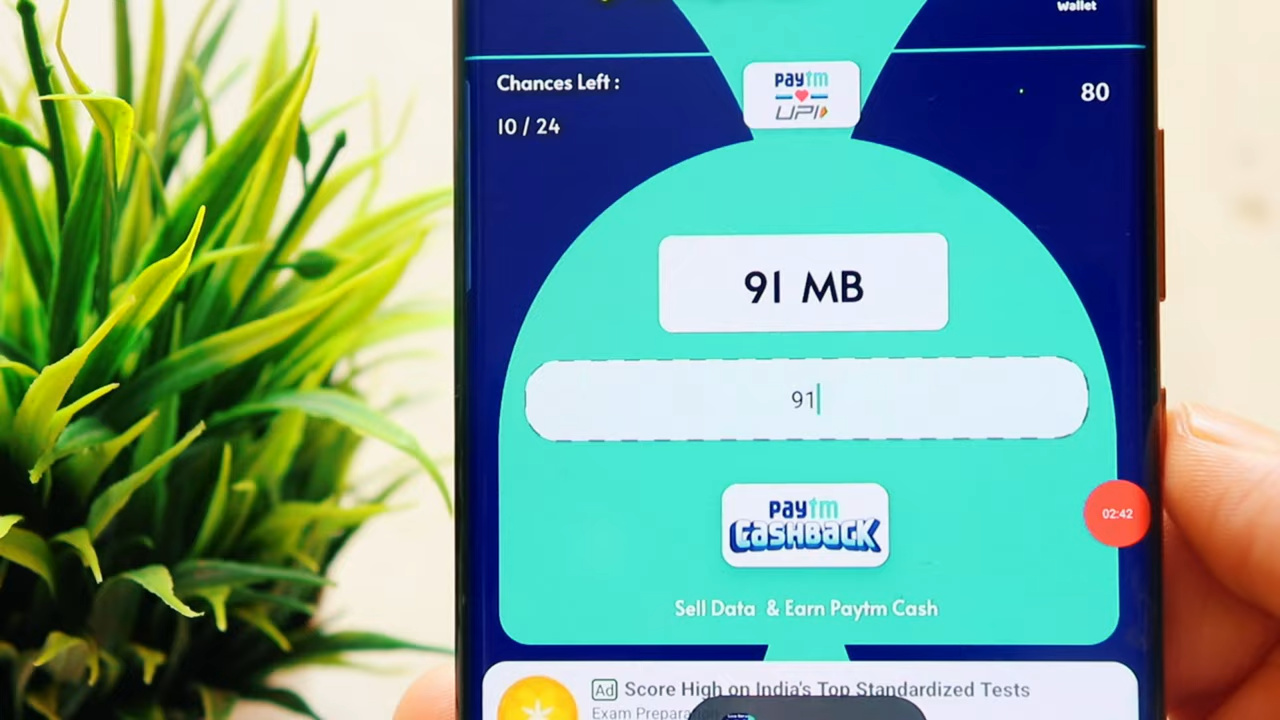 Wallet
Chances Left :
10 / 24
paytm
UPI
80
91 MB
91
paytm
CASHBACK
02:42
Sell Data & Earn Paytm Cash
Ad Score High on India's Top Standardized Tests
Exam Preparation